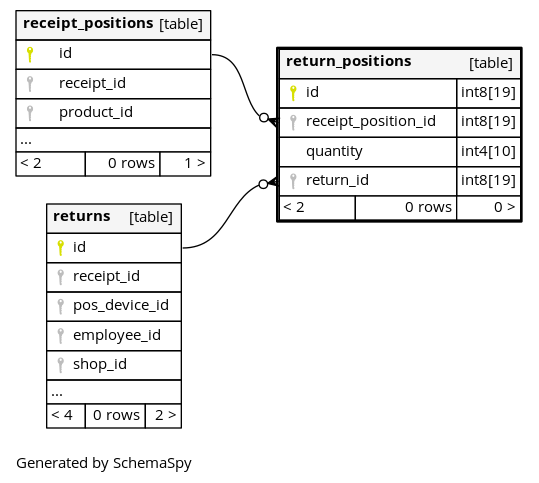 receipt_positions [table]
id
receipt_id
product_id
...
< 2 0 rows 1 >
return_positions [table]
id int8[19]
receipt_position_id int8[19]
quantity int4[10]
return_id int8[19]
< 2 0 rows 0 >
returns [table]
id
receipt_id
pos_device_id
employee_id
shop_id
...
< 4 0 rows 2 >
Generated by SchemaSpy